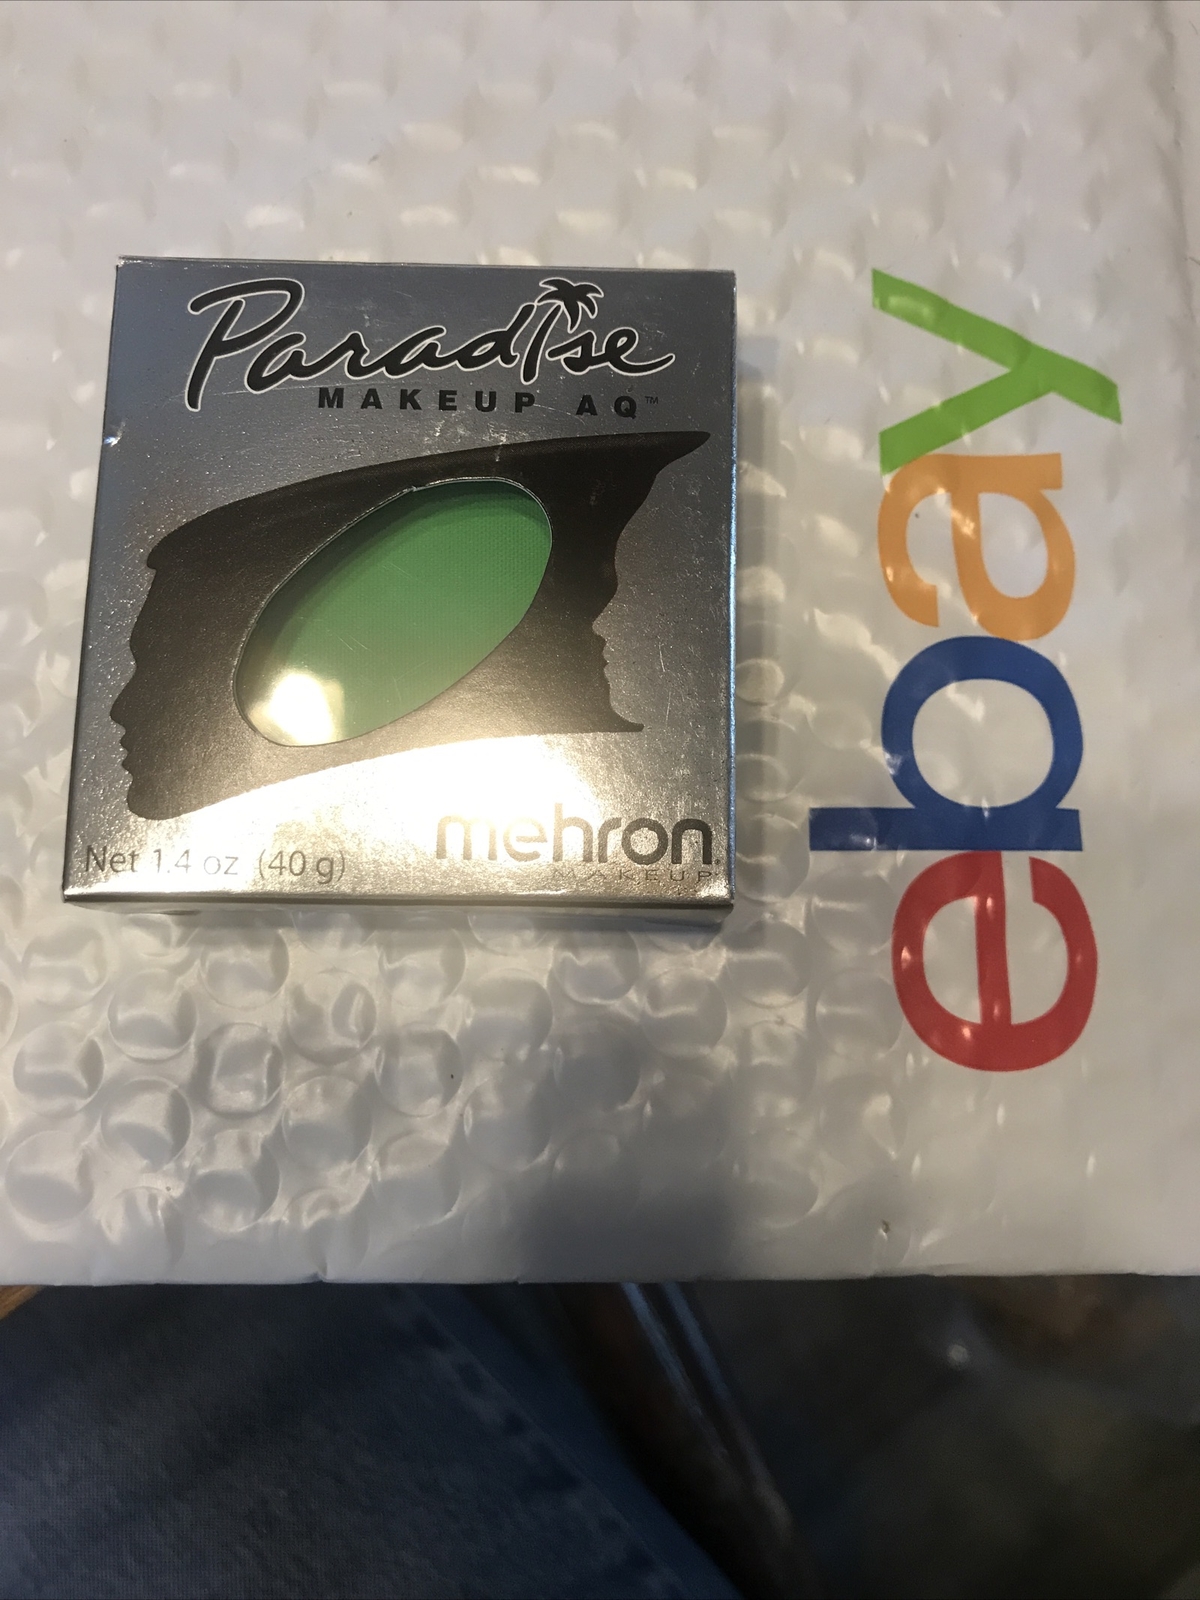 Paradise
MAKEUP AQ™
mehron.
MAKEUP
Net 1.4 oz (40 g)
ebay